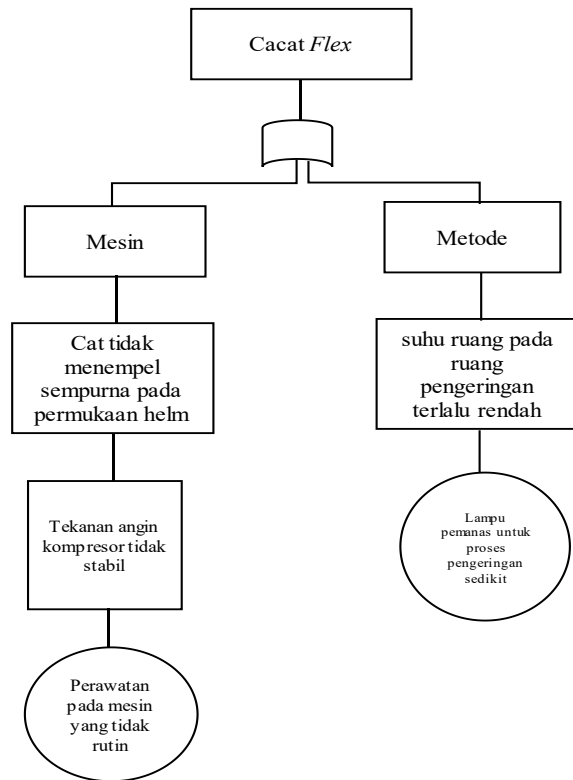 Cacat Flex
Mesin
Metode
Cat tidak
menempel
sempurna pada
permukaan helm
suhu ruang pada
ruang
pengeringan
terlalu rendah
Tekanan angin
kompresor tidak
stabil
Lampu
pemanas untuk
proses
pengeringan
sedikit
Perawatan
pada mesin
yang tidak
rutin